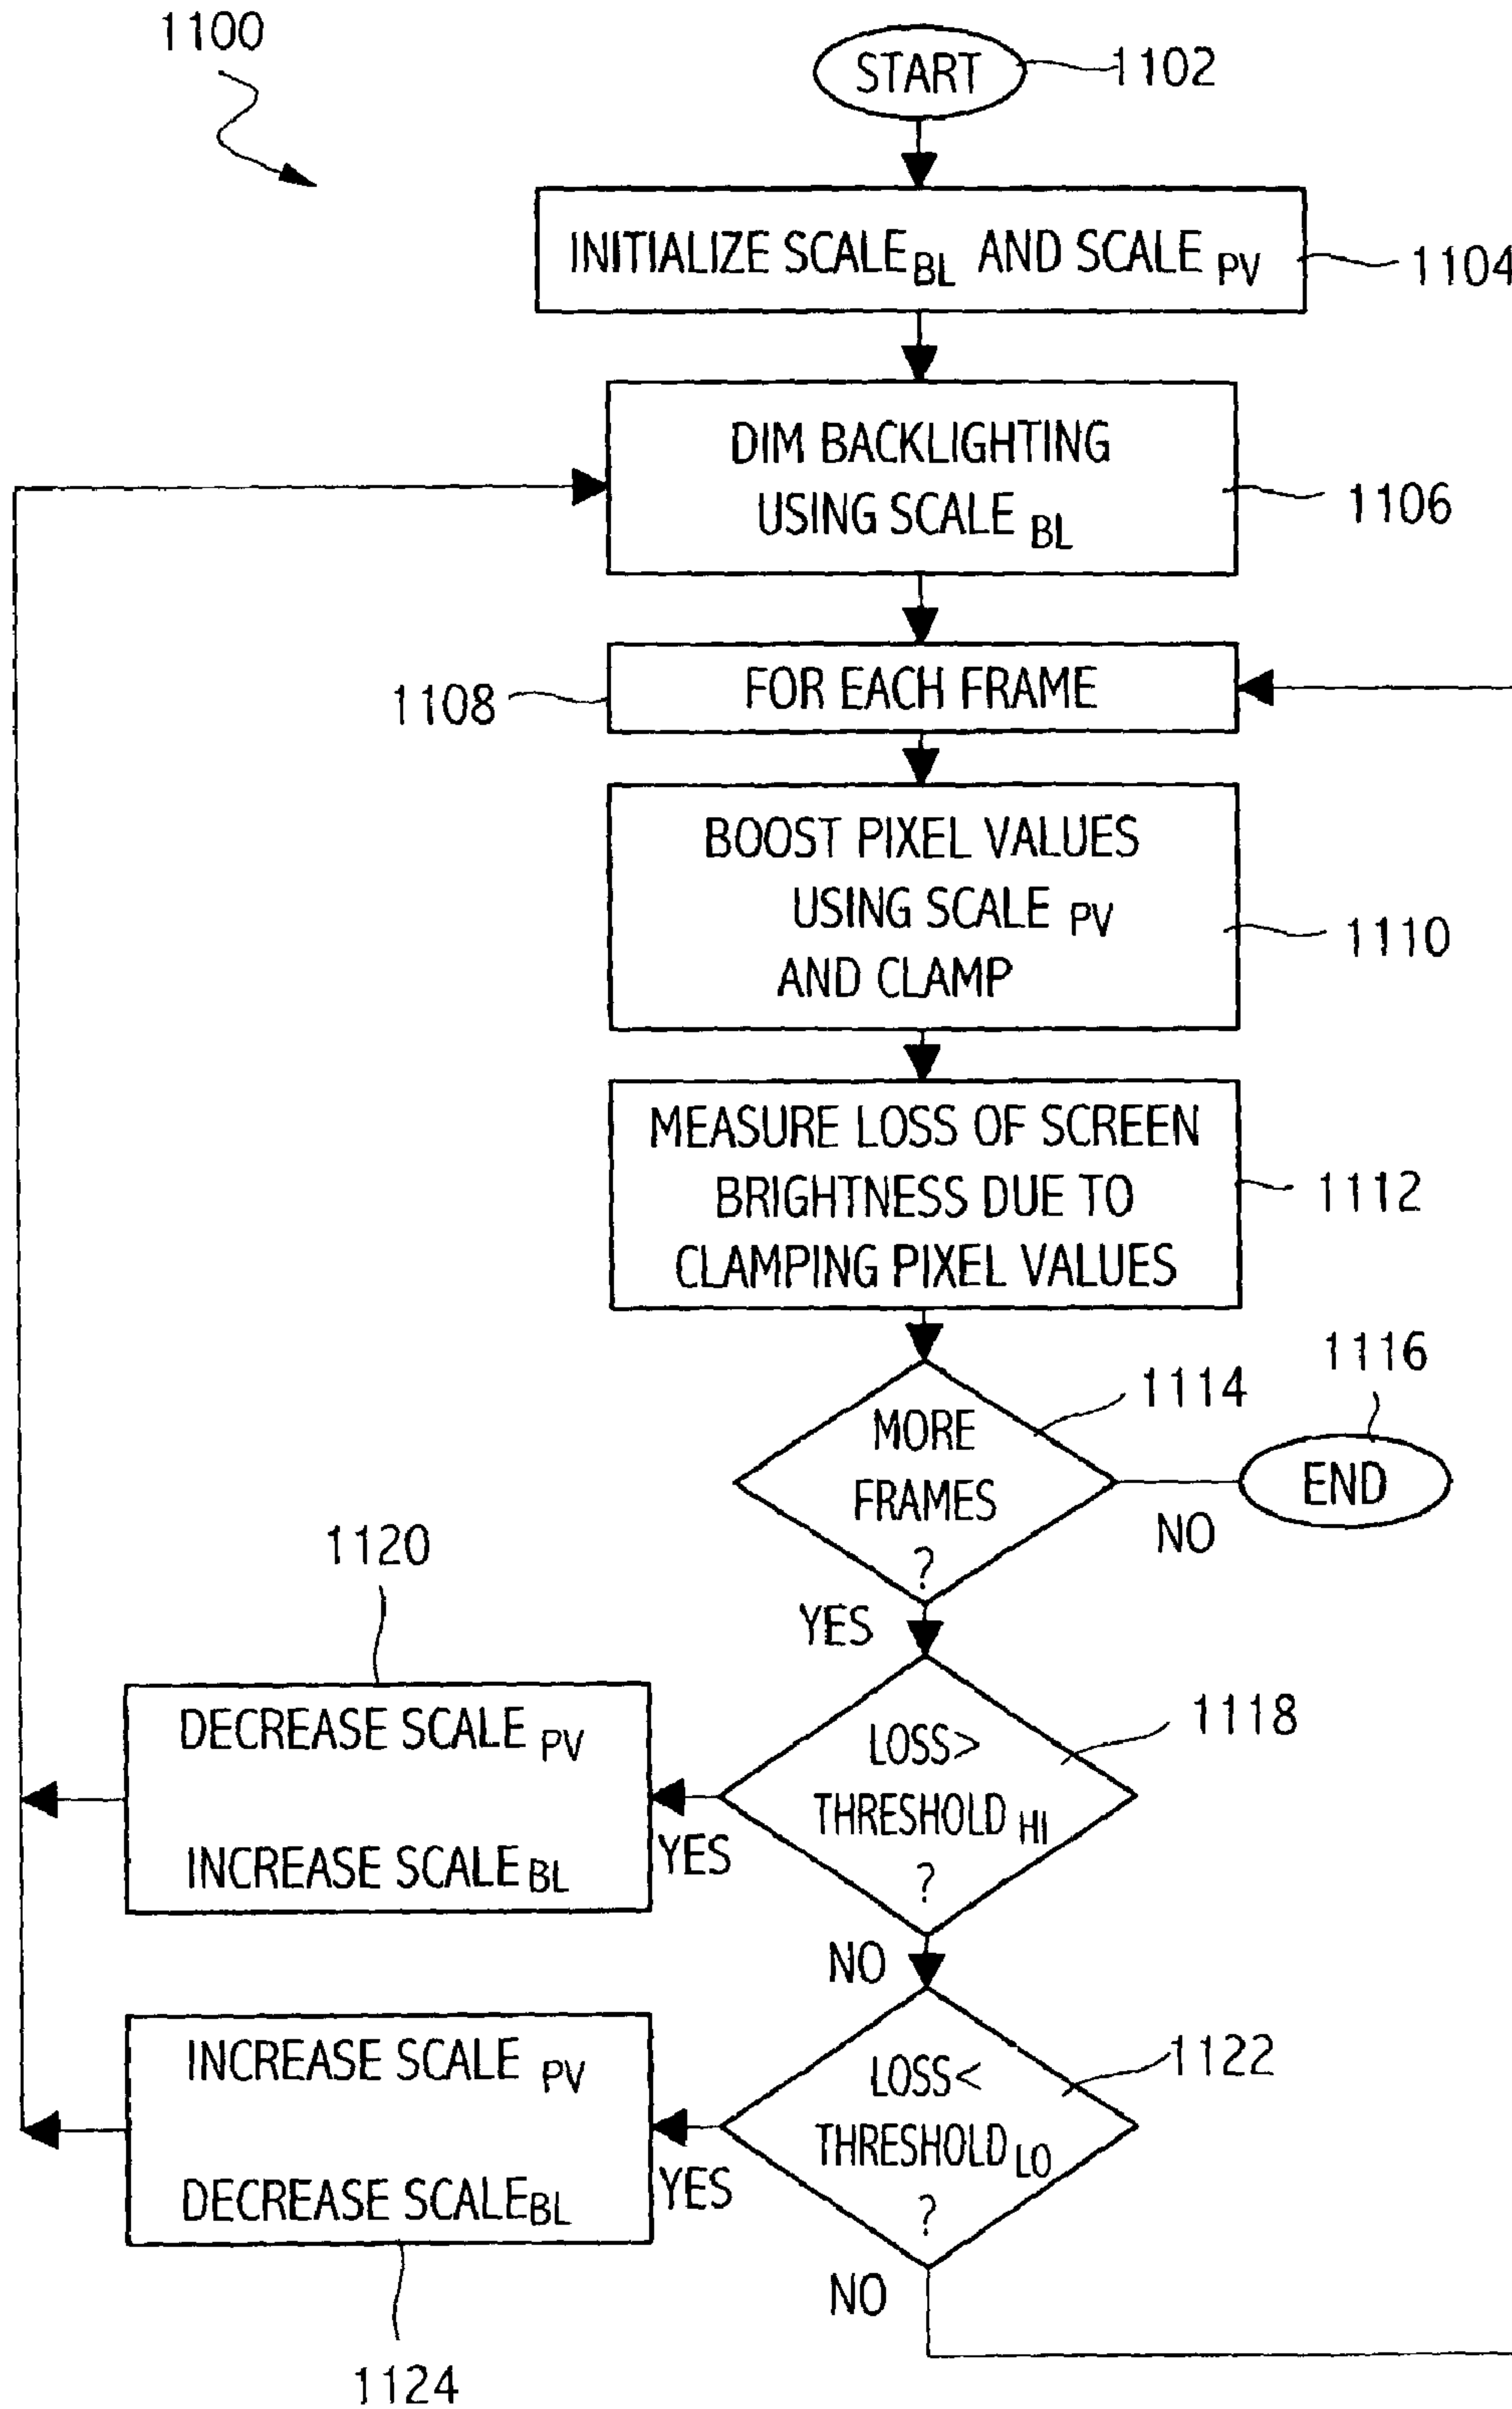 1100
START
1102
INITIALIZE SCALE BL AND SCALE PV
1104
DIM BACKLIGHTING
USING SCALE BL
1106
FOR EACH FRAME
1108
BOOST PIXEL VALUES
USING SCALE PV
AND CLAMP
1110
MEASURE LOSS OF SCREEN
BRIGHTNESS DUE TO
CLAMPING PIXEL VALUES
1112
MORE
FRAMES
?
1114
1116
END
NO
YES
1120
DECREASE SCALE PV
INCREASE SCALE BL
LOSS>
THRESHOLD HI
?
1118
YES
NO
INCREASE SCALE PV
DECREASE SCALE BL
LOSS<
THRESHOLD LO
?
1122
YES
NO
1124